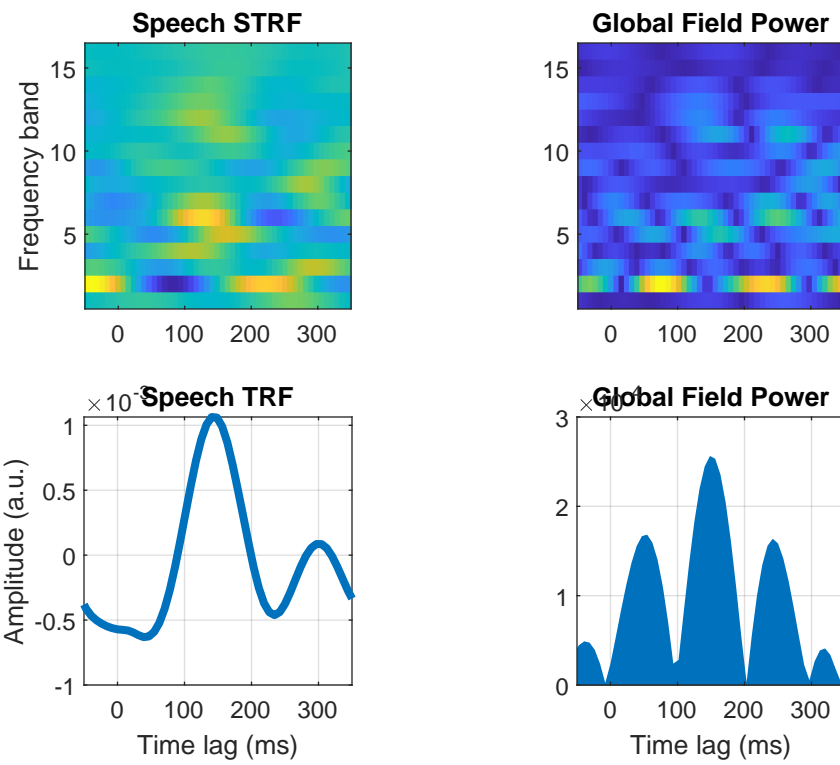 Speech STRF
Frequency band
15
10
5
0 100 200 300
Global Field Power
15
10
5
0 100 200 300
Speech TRF
× 10⁻³
Amplitude (a.u.)
1
0.5
0
-0.5
-1
0 100 200 300
Time lag (ms)
Global Field Power
× 10⁻⁴
3
2
1
0
0 100 200 300
Time lag (ms)